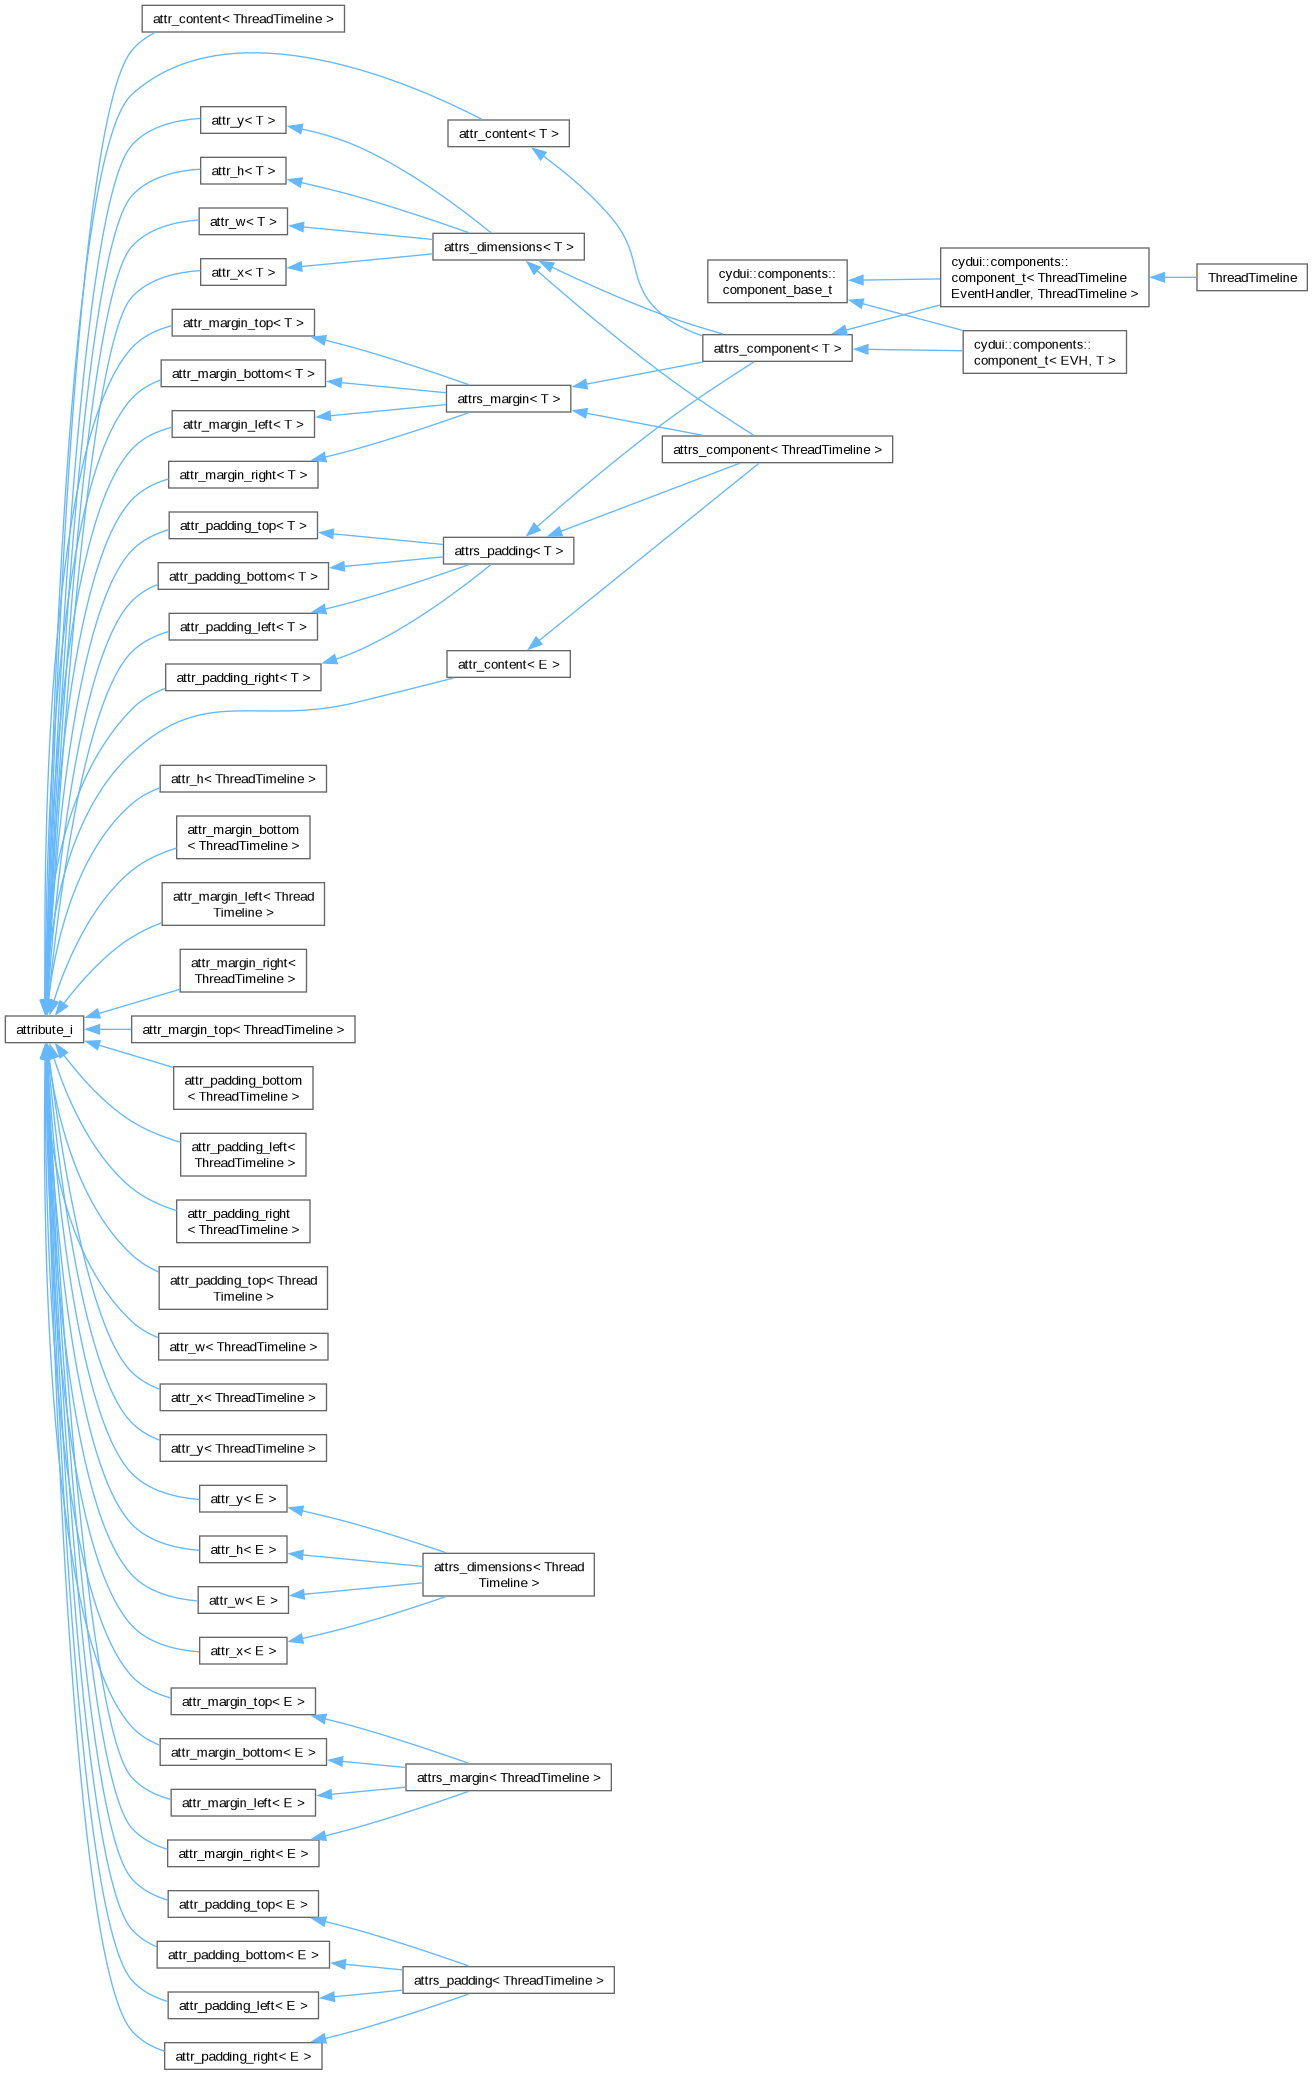 attr_content< ThreadTimeline >
attr_y< T >
attr_content< T >
attr_h< T >
attr_w< T >
attrs_dimensions< T >
attr_x< T >
cydui::components::
component_base_t
cydui::components::
component_t< ThreadTimeline
EventHandler, ThreadTimeline >
ThreadTimeline
attr_margin_top< T >
attrs_component< T >
cydui::components::
component_t< EVH, T >
attr_margin_bottom< T >
attrs_margin< T >
attr_margin_left< T >
attrs_component< ThreadTimeline >
attr_margin_right< T >
attr_padding_top< T >
attrs_padding< T >
attr_padding_bottom< T >
attr_padding_left< T >
attr_content< E >
attr_padding_right< T >
attr_h< ThreadTimeline >
attr_margin_bottom
< ThreadTimeline >
attr_margin_left< Thread
Timeline >
attr_margin_right<
ThreadTimeline >
attribute_i
attr_margin_top< ThreadTimeline >
attr_padding_bottom
< ThreadTimeline >
attr_padding_left<
ThreadTimeline >
attr_padding_right
< ThreadTimeline >
attr_padding_top< Thread
Timeline >
attr_w< ThreadTimeline >
attr_x< ThreadTimeline >
attr_y< ThreadTimeline >
attr_y< E >
attr_h< E >
attrs_dimensions< Thread
Timeline >
attr_w< E >
attr_x< E >
attr_margin_top< E >
attr_margin_bottom< E >
attrs_margin< ThreadTimeline >
attr_margin_left< E >
attr_margin_right< E >
attr_padding_top< E >
attr_padding_bottom< E >
attrs_padding< ThreadTimeline >
attr_padding_left< E >
attr_padding_right< E >